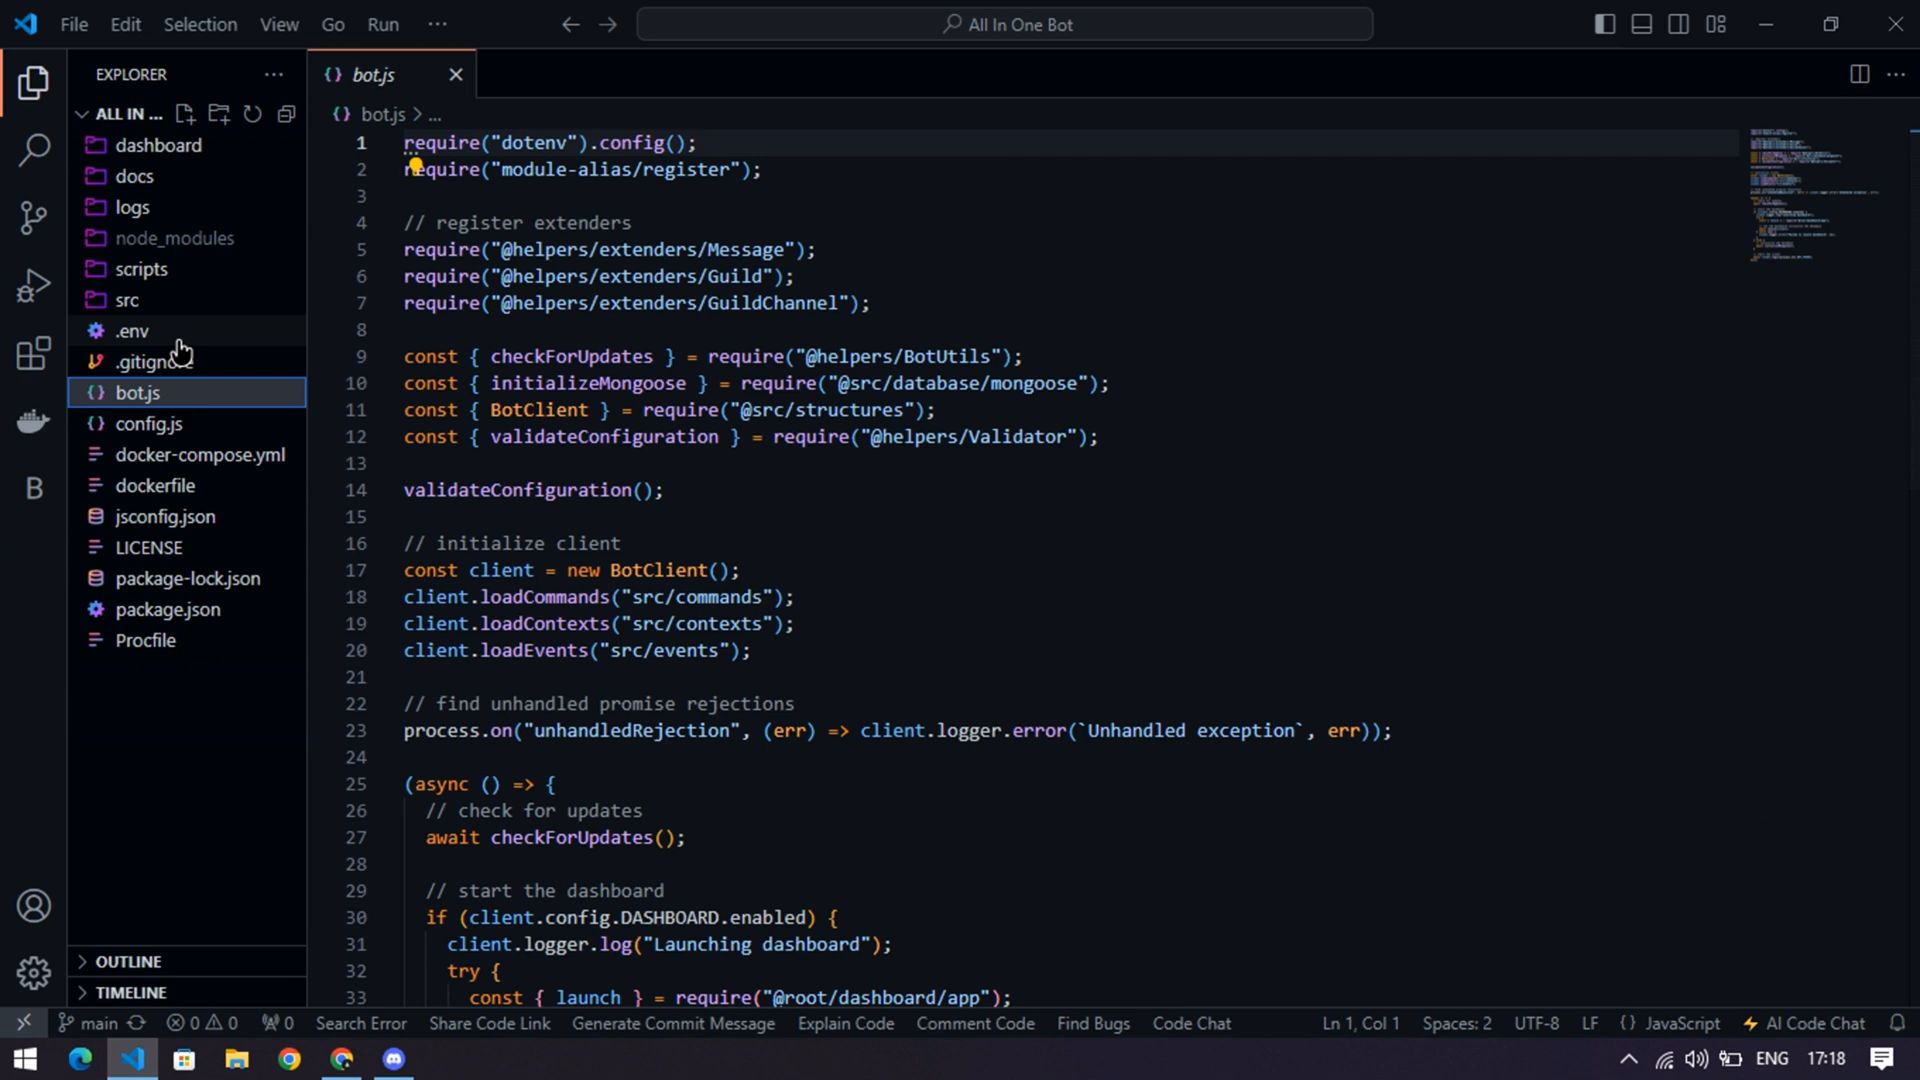 File Edit Selection View Go Run ··· All In One Bot
EXPLORER
ALL IN ...
dashboard
docs
logs
node_modules
scripts
src
.env
bot.js
config.js
docker-compose.yml
dockerfile
jsconfig.json
LICENSE
package-lock.json
package.json
Procfile
OUTLINE
TIMELINE
{} bot.js
{} bot.js > ...
1 require("dotenv").config();
2 require("module-alias/register");
3
4 // register extenders
5 require("@helpers/extenders/Message");
6 require("@helpers/extenders/Guild");
7 require("@helpers/extenders/GuildChannel");
8
9 const { checkForUpdates } = require("@helpers/BotUtils");
10 const { initializeMongoose } = require("@src/database/mongoose");
11 const { BotClient } = require("@src/structures");
12 const { validateConfiguration } = require("@helpers/Validator");
13
14 validateConfiguration();
15
16 // initialize client
17 const client = new BotClient();
18 client.loadCommands("src/commands");
19 client.loadContexts("src/contexts");
20 client.loadEvents("src/events");
21
22 // find unhandled promise rejections
23 process.on("unhandledRejection", (err) => client.logger.error(`Unhandled exception`, err));
24
25 (async () => {
26 // check for updates
27 await checkForUpdates();
28
29 // start the dashboard
30 if (client.config.DASHBOARD.enabled) {
31 client.logger.log("Launching dashboard");
32 try {
33 const { launch } = require("@root/dashboard/app");
main 0 0 0 Search Error Share Code Link Generate Commit Message Explain Code Comment Code Find Bugs Code Chat Ln 1, Col 1 Spaces: 2 UTF-8 LF {} JavaScript AI Code Chat
ENG 17:18